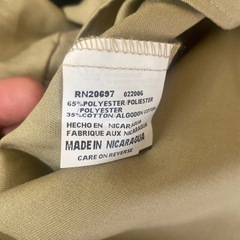 RN20697 022006
65%POLYESTER/POLIESTER
/POLYESTER
35%COTTON ALGODON COTON
HECHO EN NICARAGUA
FABRIQUE AUX NICARAGUA
MADE IN NICARAGUA
CARE ON REVERSE